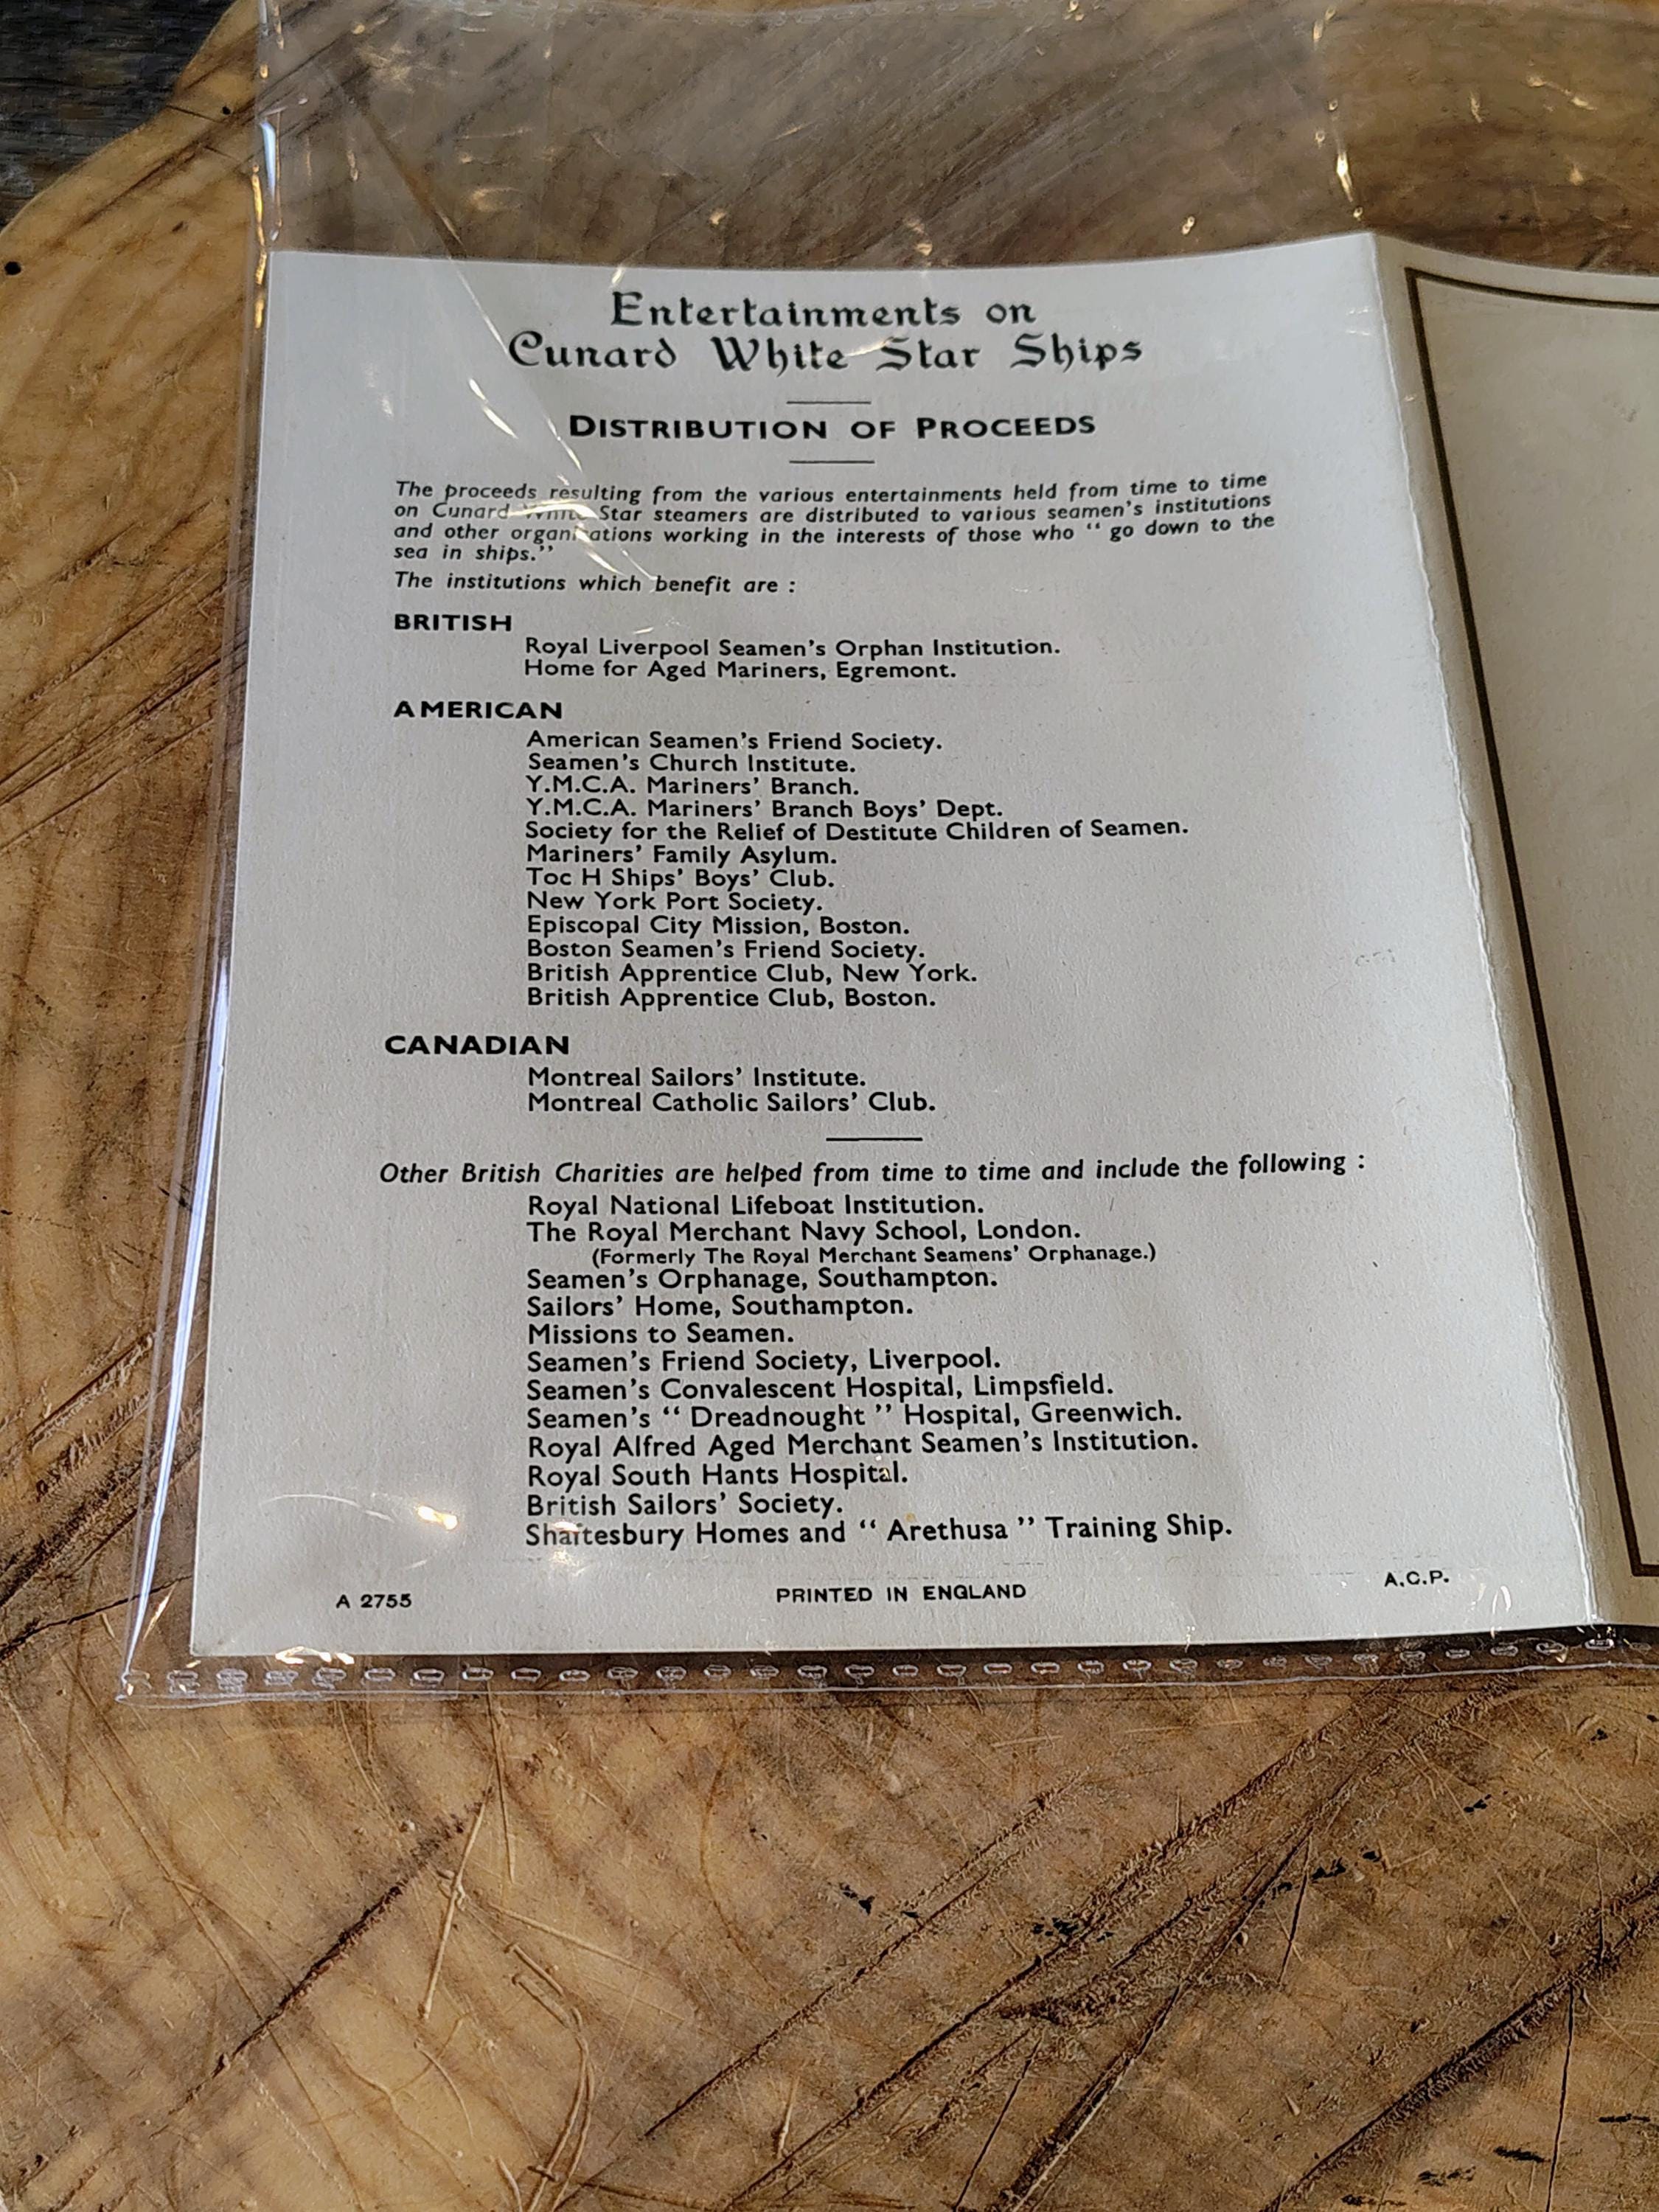 Entertainments on
Cunard White Star Ships
DISTRIBUTION OF PROCEEDS
The proceeds resulting from the various entertainments held from time to time
on Cunard White Star steamers are distributed to various seamen's institutions
and other organisations working in the interests of those who “ go down to the
sea in ships.”
The institutions which benefit are :
BRITISH
Royal Liverpool Seamen's Orphan Institution.
Home for Aged Mariners, Egremont.
AMERICAN
American Seamen's Friend Society.
Seamen's Church Institute.
Y.M.C.A. Mariners' Branch.
Y.M.C.A. Mariners' Branch Boys' Dept.
Society for the Relief of Destitute Children of Seamen.
Mariners' Family Asylum.
Toc H Ships' Boys' Club.
New York Port Society.
Episcopal City Mission, Boston.
Boston Seamen's Friend Society.
British Apprentice Club, New York.
British Apprentice Club, Boston.
CANADIAN
Montreal Sailors' Institute.
Montreal Catholic Sailors' Club.
Other British Charities are helped from time to time and include the following :
Royal National Lifeboat Institution.
The Royal Merchant Navy School, London.
(Formerly The Royal Merchant Seamens' Orphanage.)
Seamen's Orphanage, Southampton.
Sailors' Home, Southampton.
Missions to Seamen.
Seamen's Friend Society, Liverpool.
Seamen's Convalescent Hospital, Limpsfield.
Seamen's “ Dreadnought ” Hospital, Greenwich.
Royal Alfred Aged Merchant Seamen's Institution.
Royal South Hants Hospital.
British Sailors' Society.
Shaftesbury Homes and “ Arethusa ” Training Ship.
A 2755 PRINTED IN ENGLAND A.C.P.